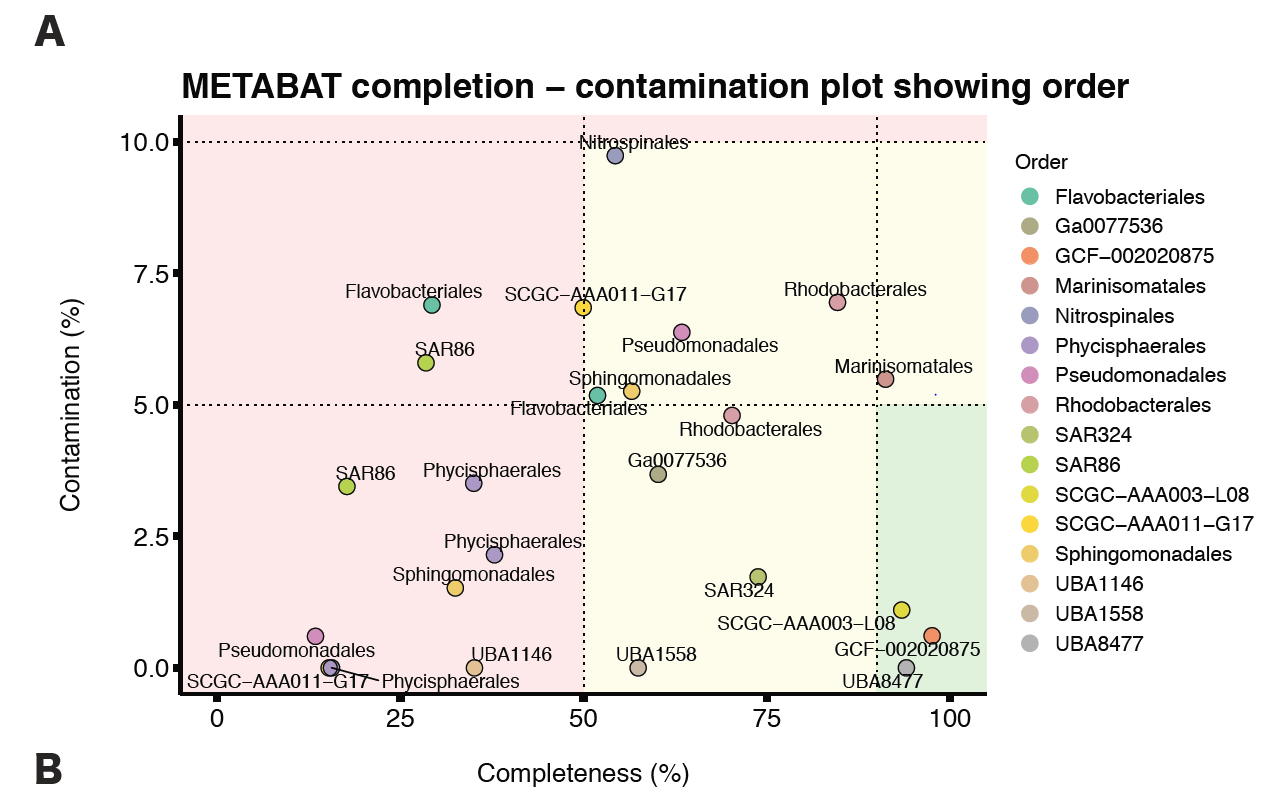 A
METABAT completion – contamination plot showing order
Contamination (%)
10.0
7.5
5.0
2.5
0.0
Nitrospinales
Flavobacteriales
SCGC–AAA011–G17
Rhodobacterales
Pseudomonadales
SAR86
Marinisomatales
Sphingomonadales
Flavobacteriales
Rhodobacterales
Ga0077536
SAR86
Phycisphaerales
Phycisphaerales
Sphingomonadales
SAR324
SCGC–AAA003–L08
Pseudomonadales
UBA1146
UBA1558
GCF–002020875
SCGC–AAA011–G17
Phycisphaerales
UBA8477
0
25
50
75
100
Completeness (%)
Order
Flavobacteriales
Ga0077536
GCF–002020875
Marinisomatales
Nitrospinales
Phycisphaerales
Pseudomonadales
Rhodobacterales
SAR324
SAR86
SCGC–AAA003–L08
SCGC–AAA011–G17
Sphingomonadales
UBA1146
UBA1558
UBA8477
B